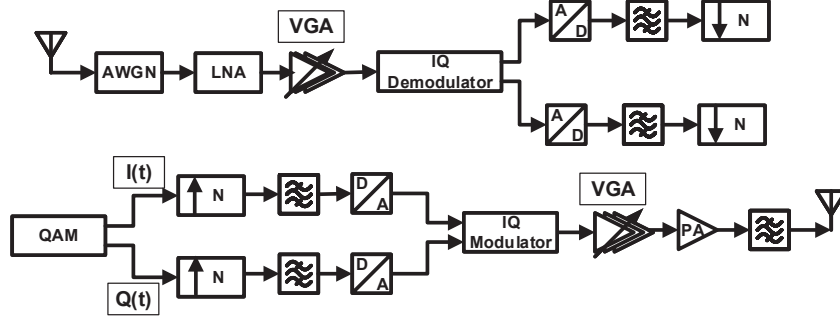 VGA
A
D
N
AWGN
LNA
IQ
Demodulator
A
D
N
I(t)
N
D
A
VGA
QAM
IQ
Modulator
PA
Q(t)
N
D
A